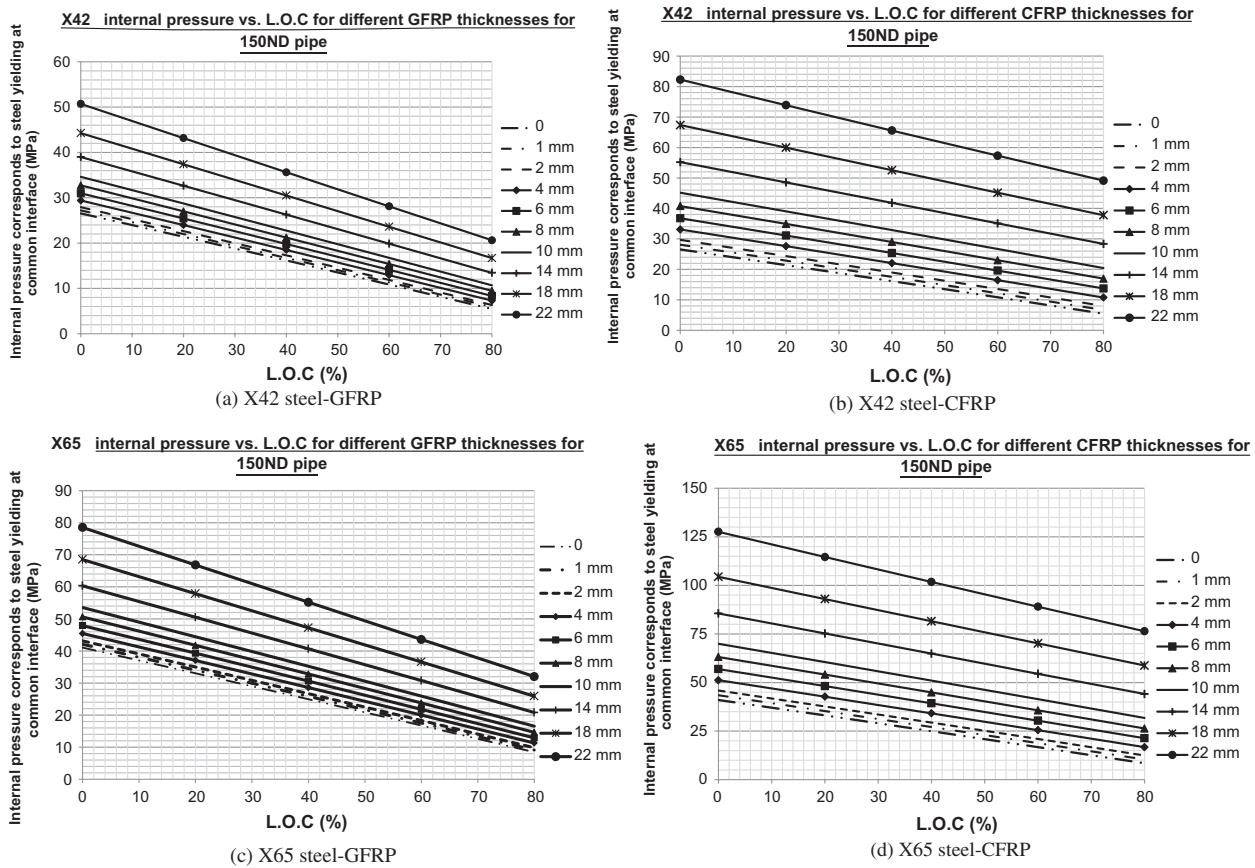 X42 internal pressure vs. L.O.C for different GFRP thicknesses for
150ND pipe
Internal pressure corresponds to steel yielding at
common interface (MPa)
60
50
40
30
20
10
0
0 10 20 30 40 50 60 70 80
L.O.C (%)
0
1 mm
2 mm
4 mm
6 mm
8 mm
10 mm
14 mm
18 mm
22 mm
(a) X42 steel-GFRP
X42 internal pressure vs. L.O.C for different CFRP thicknesses for
150ND pipe
Internal pressure corresponds to steel yielding at
common interface (MPa)
90
80
70
60
50
40
30
20
10
0
0 10 20 30 40 50 60 70 80
L.O.C (%)
0
1 mm
2 mm
4 mm
6 mm
8 mm
10 mm
14 mm
18 mm
22 mm
(b) X42 steel-CFRP
X65 internal pressure vs. L.O.C for different GFRP thicknesses for
150ND pipe
Internal pressure corresponds to steel yielding at
common interface (MPa)
90
80
70
60
50
40
30
20
10
0
0 10 20 30 40 50 60 70 80
L.O.C (%)
0
1 mm
2 mm
4 mm
6 mm
8 mm
10 mm
14 mm
18 mm
22 mm
(c) X65 steel-GFRP
X65 internal pressure vs. L.O.C for different CFRP thicknesses for
150ND pipe
Internal pressure corresponds to steel yielding at
common interface (MPa)
150
125
100
75
50
25
0
0 10 20 30 40 50 60 70 80
L.O.C (%)
0
1 mm
2 mm
4 mm
6 mm
8 mm
10 mm
14 mm
18 mm
22 mm
(d) X65 steel-CFRP